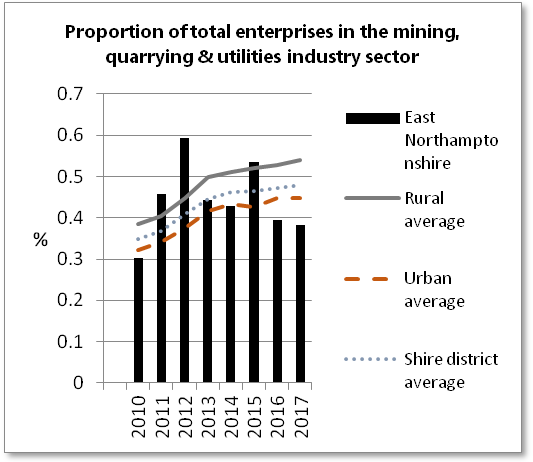 Proportion of total enterprises in the mining,
quarrying & utilities industry sector
0.7
0.6
0.5
0.4
0.3
0.2
0.1
0
%
2010
2011
2012
2013
2014
2015
2016
2017
East
Northampto
nshire
Rural
average
Urban
average
Shire district
average